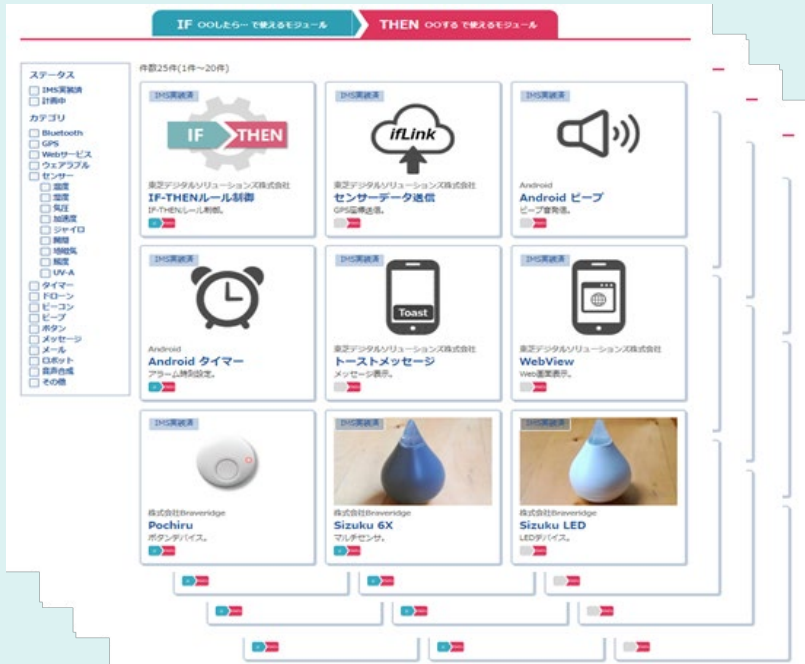 IF 〇〇したら… で使えるモジュール
THEN 〇〇する で使えるモジュール
件数25件(1件～20件)
ステータス
IMS実装済
計画中
カテゴリ
Bluetooth
GPS
Webサービス
ウェアラブル
センサー
温度
湿度
気圧
加速度
ジャイロ
開閉
地磁気
照度
UV-A
タイマー
ドローン
ビーコン
ビープ
ボタン
メッセージ
メール
ロボット
音声合成
その他
IMS実装済
IF THEN
東芝デジタルソリューションズ株式会社
IF-THENルール制御
IF-THENルール制御。
IMS実装済
ifLink
東芝デジタルソリューションズ株式会社
センサーデータ送信
GPS座標送信。
IMS実装済
Android
Android ビープ
ビープ音発信。
IMS実装済
Android
Android タイマー
アラーム時刻設定。
IMS実装済
Toast
東芝デジタルソリューションズ株式会社
トーストメッセージ
メッセージ表示。
IMS実装済
東芝デジタルソリューションズ株式会社
WebView
Web画面表示。
IMS実装済
株式会社Braveridge
Pochiru
ボタンデバイス。
IMS実装済
株式会社Braveridge
Sizuku 6X
マルチセンサ。
IMS実装済
株式会社Braveridge
Sizuku LED
LEDデバイス。